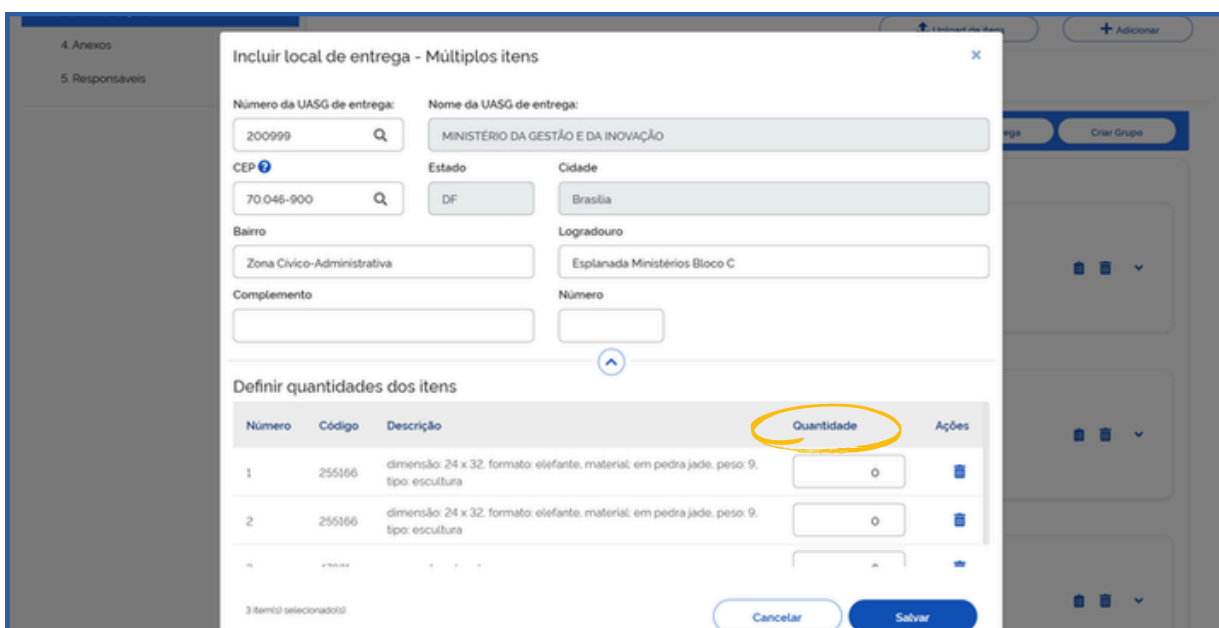 4. Anexos
5. Responsáveis
Upload de itens
Adicionar
Criar Grupo
Incluir local de entrega - Múltiplos itens
×
Número da UASG de entrega: Nome da UASG de entrega:
200999 MINISTÉRIO DA GESTÃO E DA INOVAÇÃO
CEP Estado Cidade
70.046-900 DF Brasília
Bairro Logradouro
Zona Cívico-Administrativa Esplanada Ministérios Bloco C
Complemento Número
Definir quantidades dos itens
Número Código Descrição Quantidade Ações
1 255166 dimensão: 24 x 32, formato: elefante, material: em pedra jade, peso: 9, 0
tipo: escultura
2 255166 dimensão: 24 x 32, formato: elefante, material: em pedra jade, peso: 9, 0
tipo: escultura
3 item(s) selecionado(s)
Cancelar Salvar